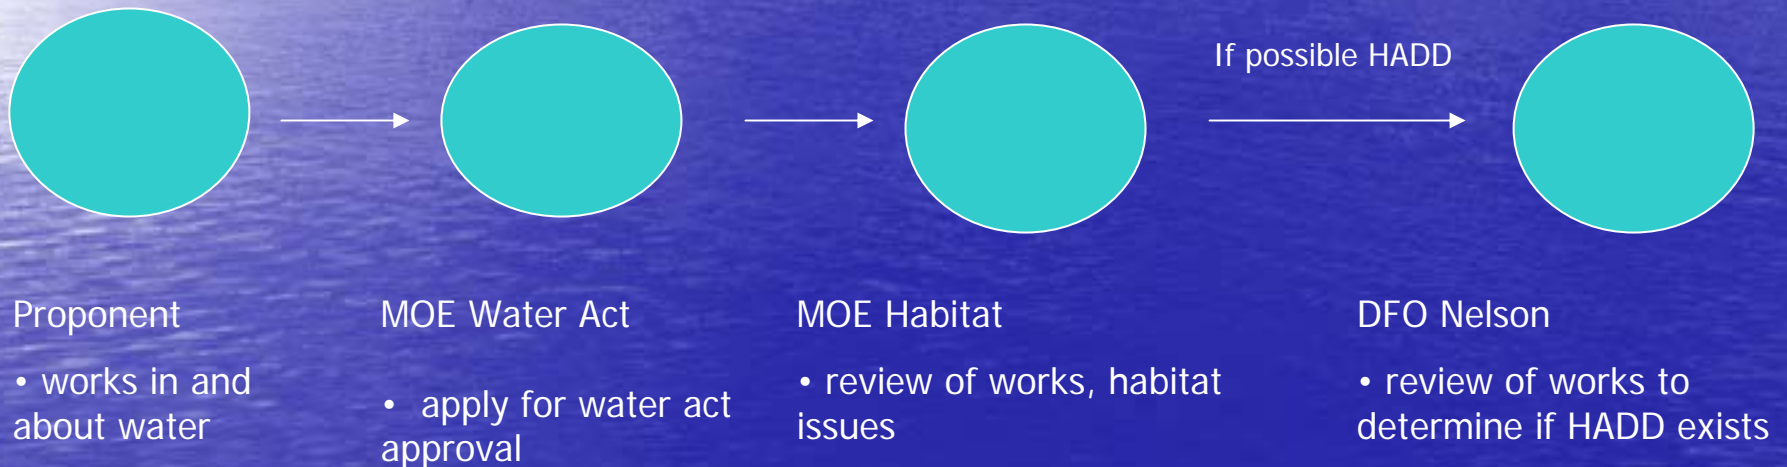 If possible HADD
Proponent
• works in and
about water
MOE Water Act
• apply for water act
approval
MOE Habitat
• review of works, habitat
issues
DFO Nelson
• review of works to
determine if HADD exists